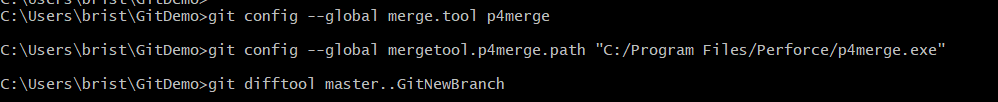 C:\Users\brist\GitDemo>git config --global merge.tool p4merge
C:\Users\brist\GitDemo>git config --global mergetool.p4merge.path "C:/Program Files/Perforce/p4merge.exe"
C:\Users\brist\GitDemo>git difftool master..GitNewBranch